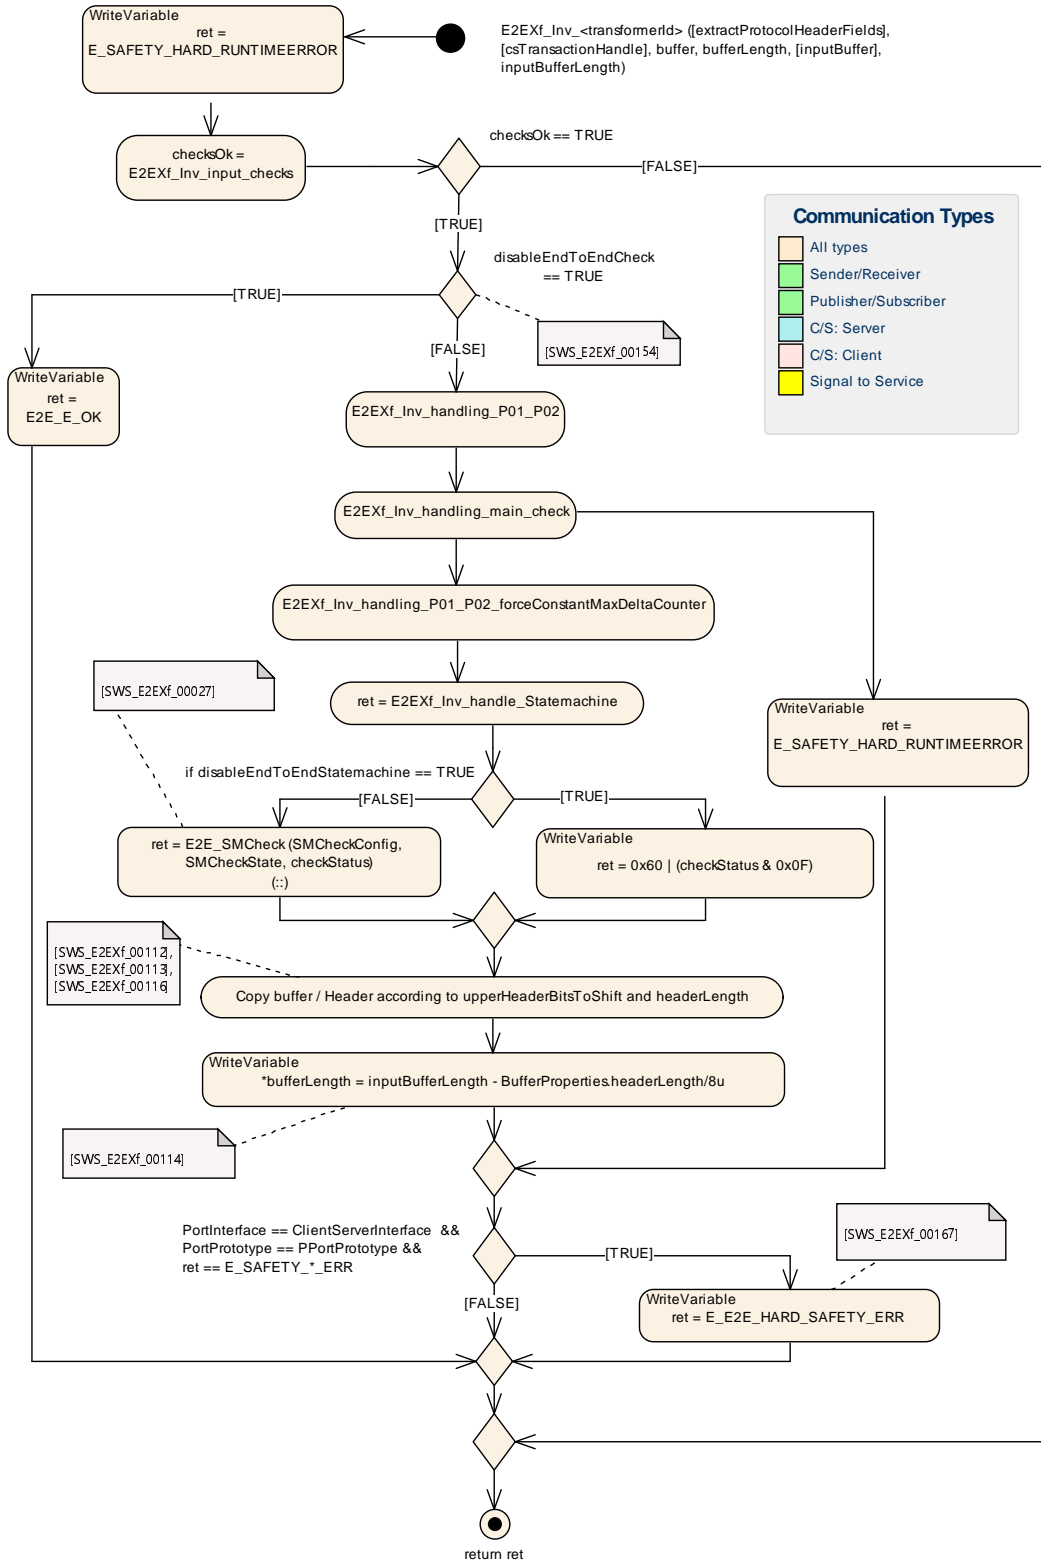 WriteVariable
ret =
E_SAFETY_HARD_RUNTIMEERROR
E2EXf_Inv_<transformerId> ([extractProtocolHeaderFields],
[csTransactionHandle], buffer, bufferLength, [inputBuffer],
inputBufferLength)
checksOk =
E2EXf_Inv_input_checks
checksOk == TRUE
[FALSE]
[TRUE]
Communication Types
All types
Sender/Receiver
Publisher/Subscriber
C/S: Server
C/S: Client
Signal to Service
disableEndToEndCheck
== TRUE
[TRUE]
[FALSE]
[SWS_E2EXf_00154]
WriteVariable
ret =
E2E_E_OK
E2EXf_Inv_handling_P01_P02
E2EXf_Inv_handling_main_check
E2EXf_Inv_handling_P01_P02_forceConstantMaxDeltaCounter
[SWS_E2EXf_00027]
ret = E2EXf_Inv_handle_Statemachine
WriteVariable
ret =
E_SAFETY_HARD_RUNTIMEERROR
if disableEndToEndStatemachine == TRUE
[FALSE]
[TRUE]
ret = E2E_SMCheck (SMCheckConfig,
SMCheckState, checkStatus)
(::)
WriteVariable
ret = 0x60 | (checkStatus & 0x0F)
[SWS_E2EXf_00112],
[SWS_E2EXf_00113],
[SWS_E2EXf_00116]
Copy buffer / Header according to upperHeaderBitsToShift and headerLength
WriteVariable
*bufferLength = inputBufferLength - BufferProperties.headerLength/8u
[SWS_E2EXf_00114]
PortInterface == ClientServerInterface &&
PortPrototype == PPortPrototype &&
ret == E_SAFETY_*_ERR
[TRUE]
[SWS_E2EXf_00167]
[FALSE]
WriteVariable
ret = E_E2E_HARD_SAFETY_ERR
return ret